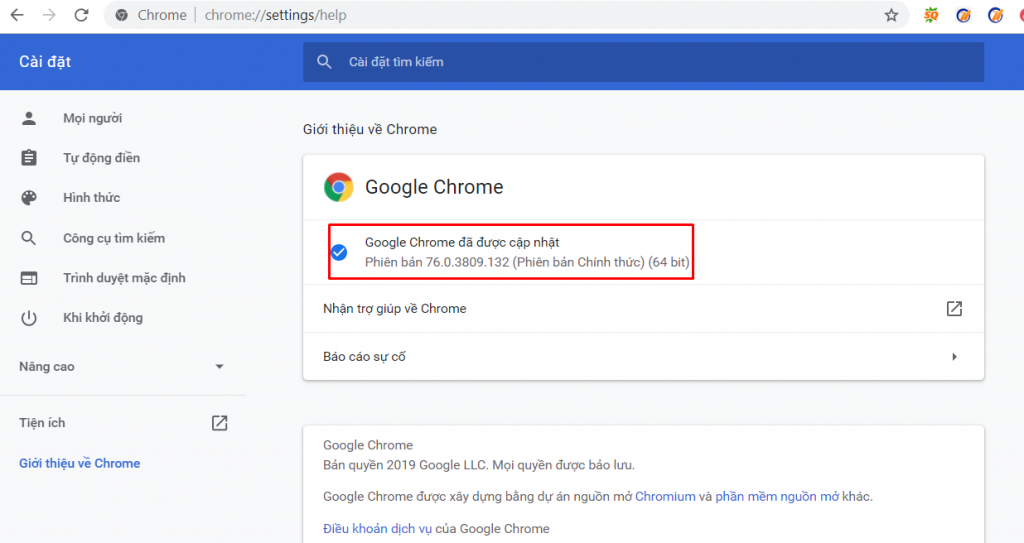 Chrome | chrome://settings/help
Cài đặt
Cài đặt tìm kiếm
Mọi người
Tự động điền
Hình thức
Công cụ tìm kiếm
Trình duyệt mặc định
Khi khởi động
Nâng cao
Tiện ích
Giới thiệu về Chrome
Giới thiệu về Chrome
Google Chrome
Google Chrome đã được cập nhật
Phiên bản 76.0.3809.132 (Phiên bản Chính thức) (64 bit)
Nhận trợ giúp về Chrome
Báo cáo sự cố
Google Chrome
Bản quyền 2019 Google LLC. Mọi quyền được bảo lưu.
Google Chrome được xây dựng bằng dự án nguồn mở Chromium và phần mềm nguồn mở khác.
Điều khoản dịch vụ của Google Chrome